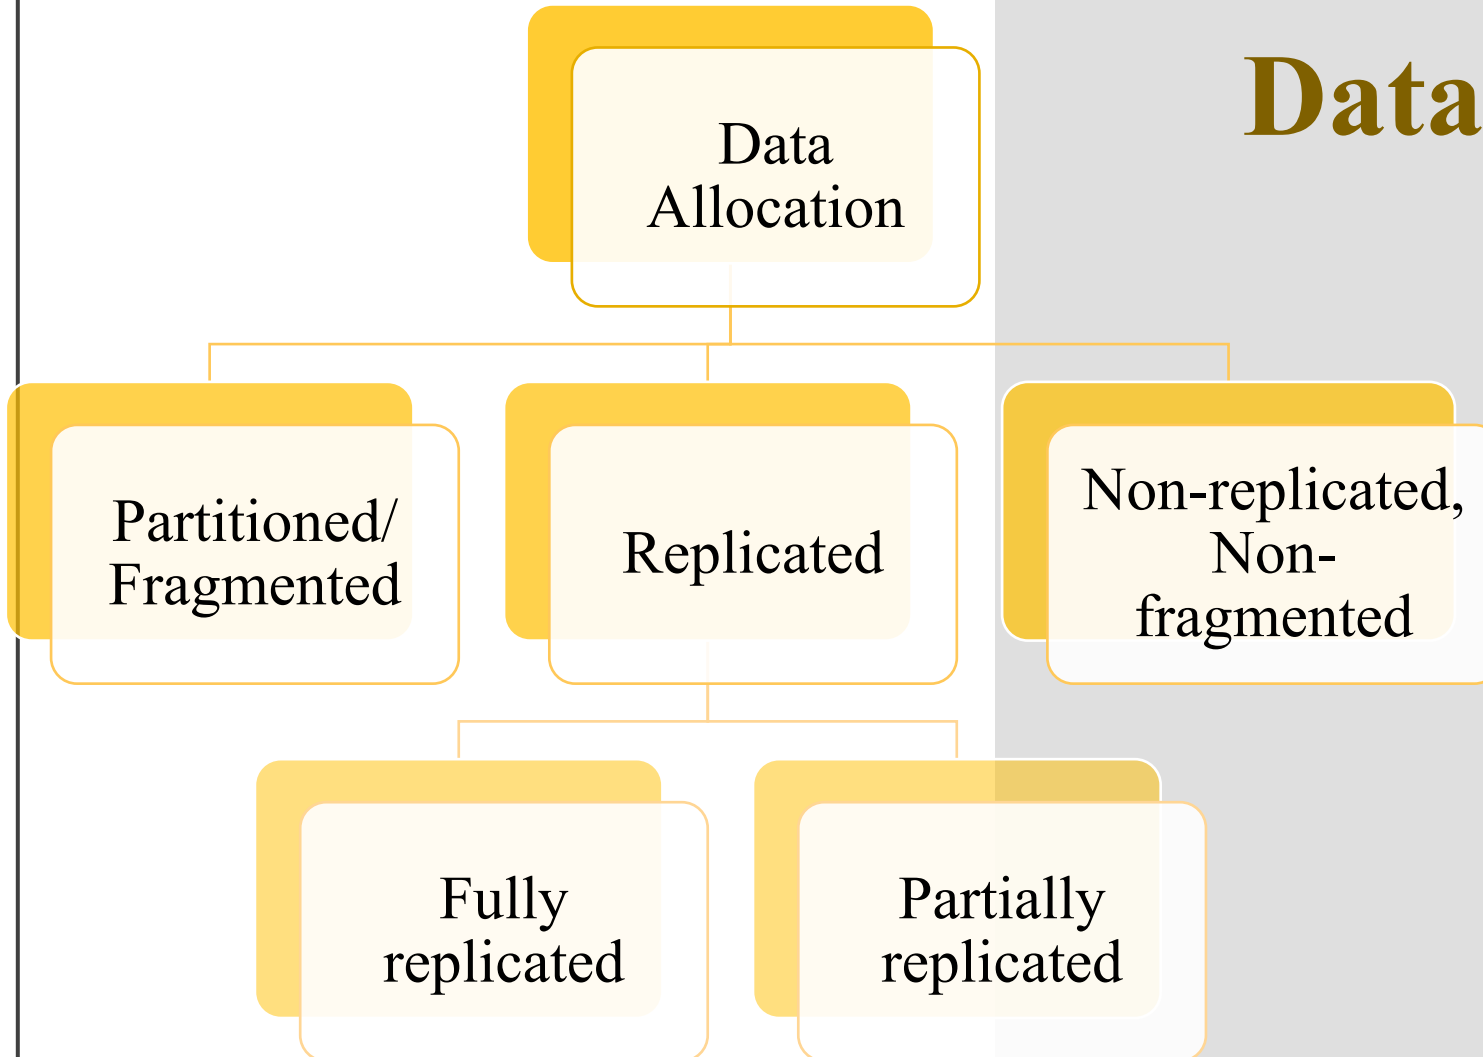 Data
Data
Allocation
Partitioned/
Fragmented
Replicated
Non-replicated,
Non-
fragmented
Fully
replicated
Partially
replicated